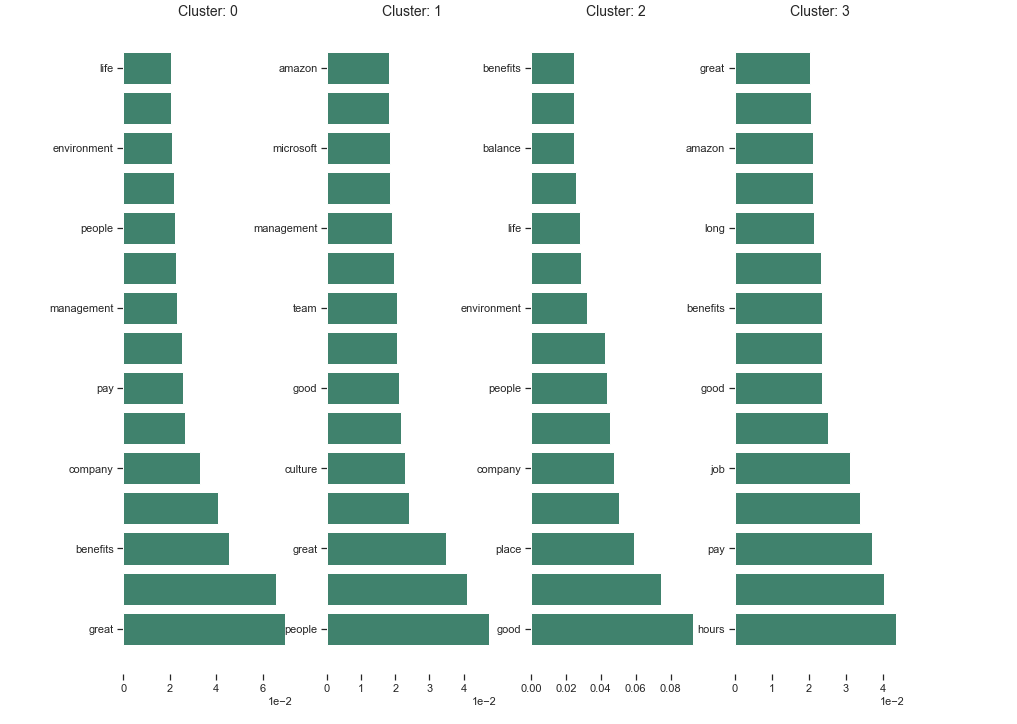 Cluster: 0 Cluster: 1 Cluster: 2 Cluster: 3
life amazon benefits great
environment microsoft balance amazon
people management life long
management team environment benefits
pay good people good
company culture company job
benefits great place pay
great people good hours
0 2 4 6 0 1 2 3 4 0.00 0.02 0.04 0.06 0.08 0 1 2 3 4
1e−2 1e−2 1e−2